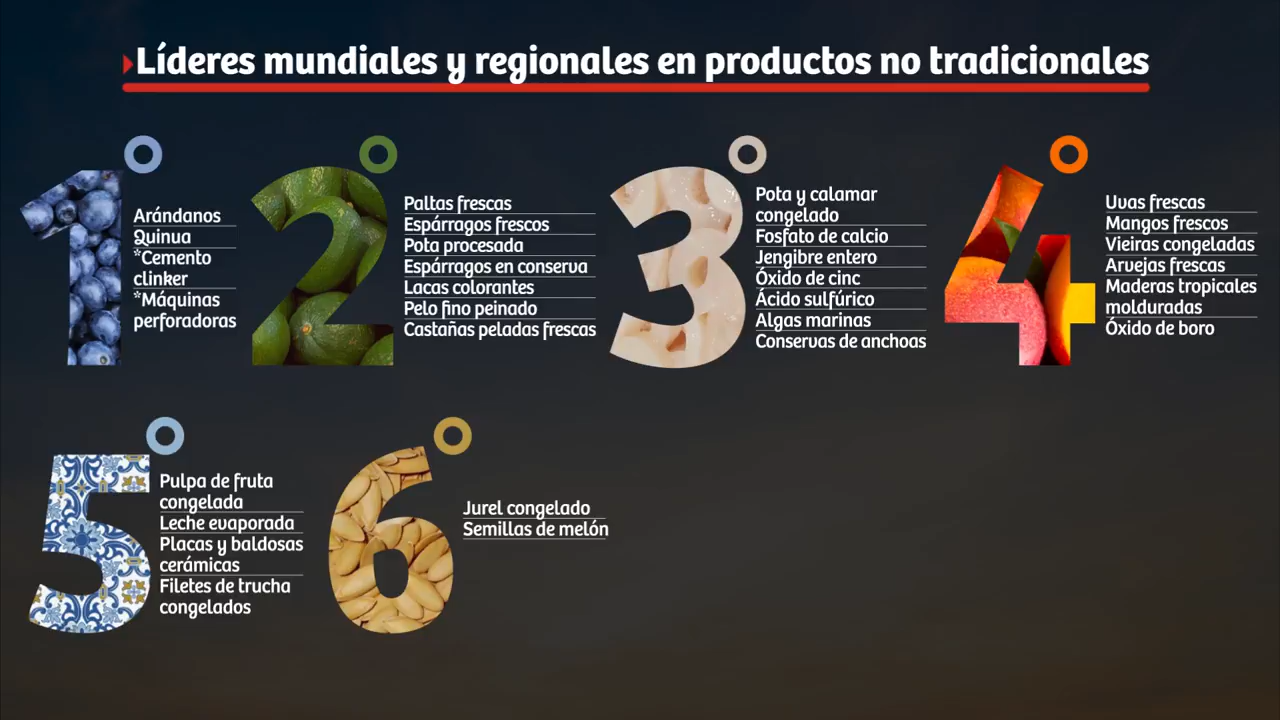 Líderes mundiales y regionales en productos no tradicionales
1°
Arándanos
Quinua
*Cemento
clinker
*Máquinas
perforadoras
2°
Paltas frescas
Espárragos frescos
Pota procesada
Espárragos en conserva
Lacas colorantes
Pelo fino peinado
Castañas peladas frescas
3°
Pota y calamar
congelado
Fosfato de calcio
Jengibre entero
Óxido de cinc
Ácido sulfúrico
Algas marinas
Conservas de anchoas
4°
Uvas frescas
Mangos frescos
Vieiras congeladas
Arvejas frescas
Maderas tropicales
molduradas
Óxido de boro
5°
Pulpa de fruta
congelada
Leche evaporada
Placas y baldosas
cerámicas
Filetes de trucha
congelados
6°
Jurel congelado
Semillas de melón